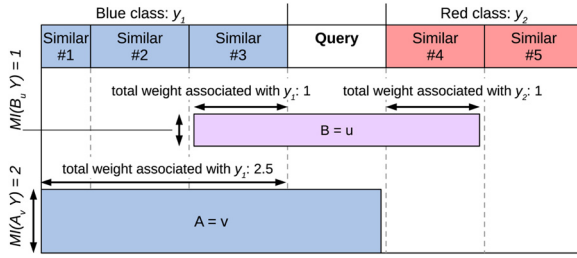 Blue class: y1
Red class: y2
Similar #1
Similar #2
Similar #3
Query
Similar #4
Similar #5
MI(Bu Y) = 1
total weight associated with y1: 1
total weight associated with y2: 1
B = u
MI(Av Y) = 2
total weight associated with y1: 2.5
A = v